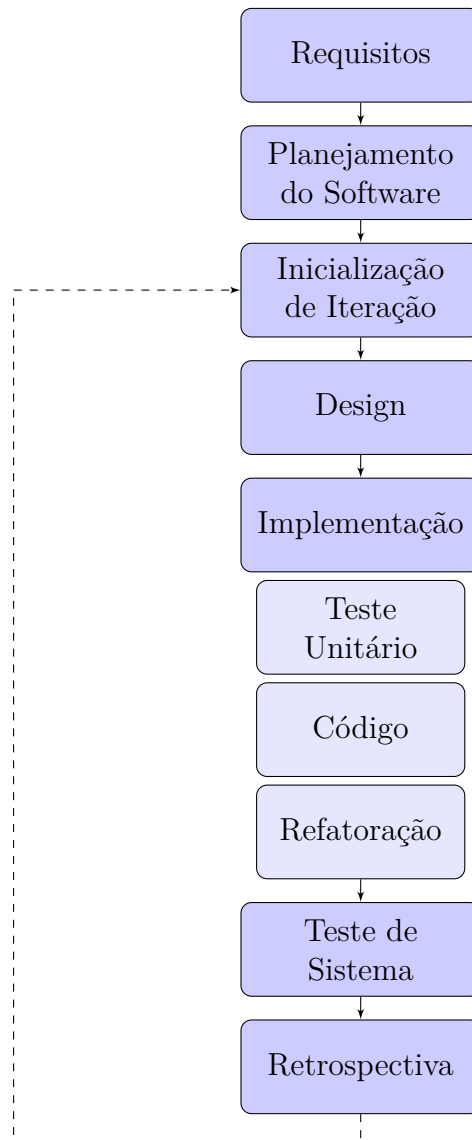 Requisitos
Planejamento
do Software
Inicialização
de Iteração
Design
Implementação
Teste
Unitário
Código
Refatoração
Teste de
Sistema
Retrospectiva